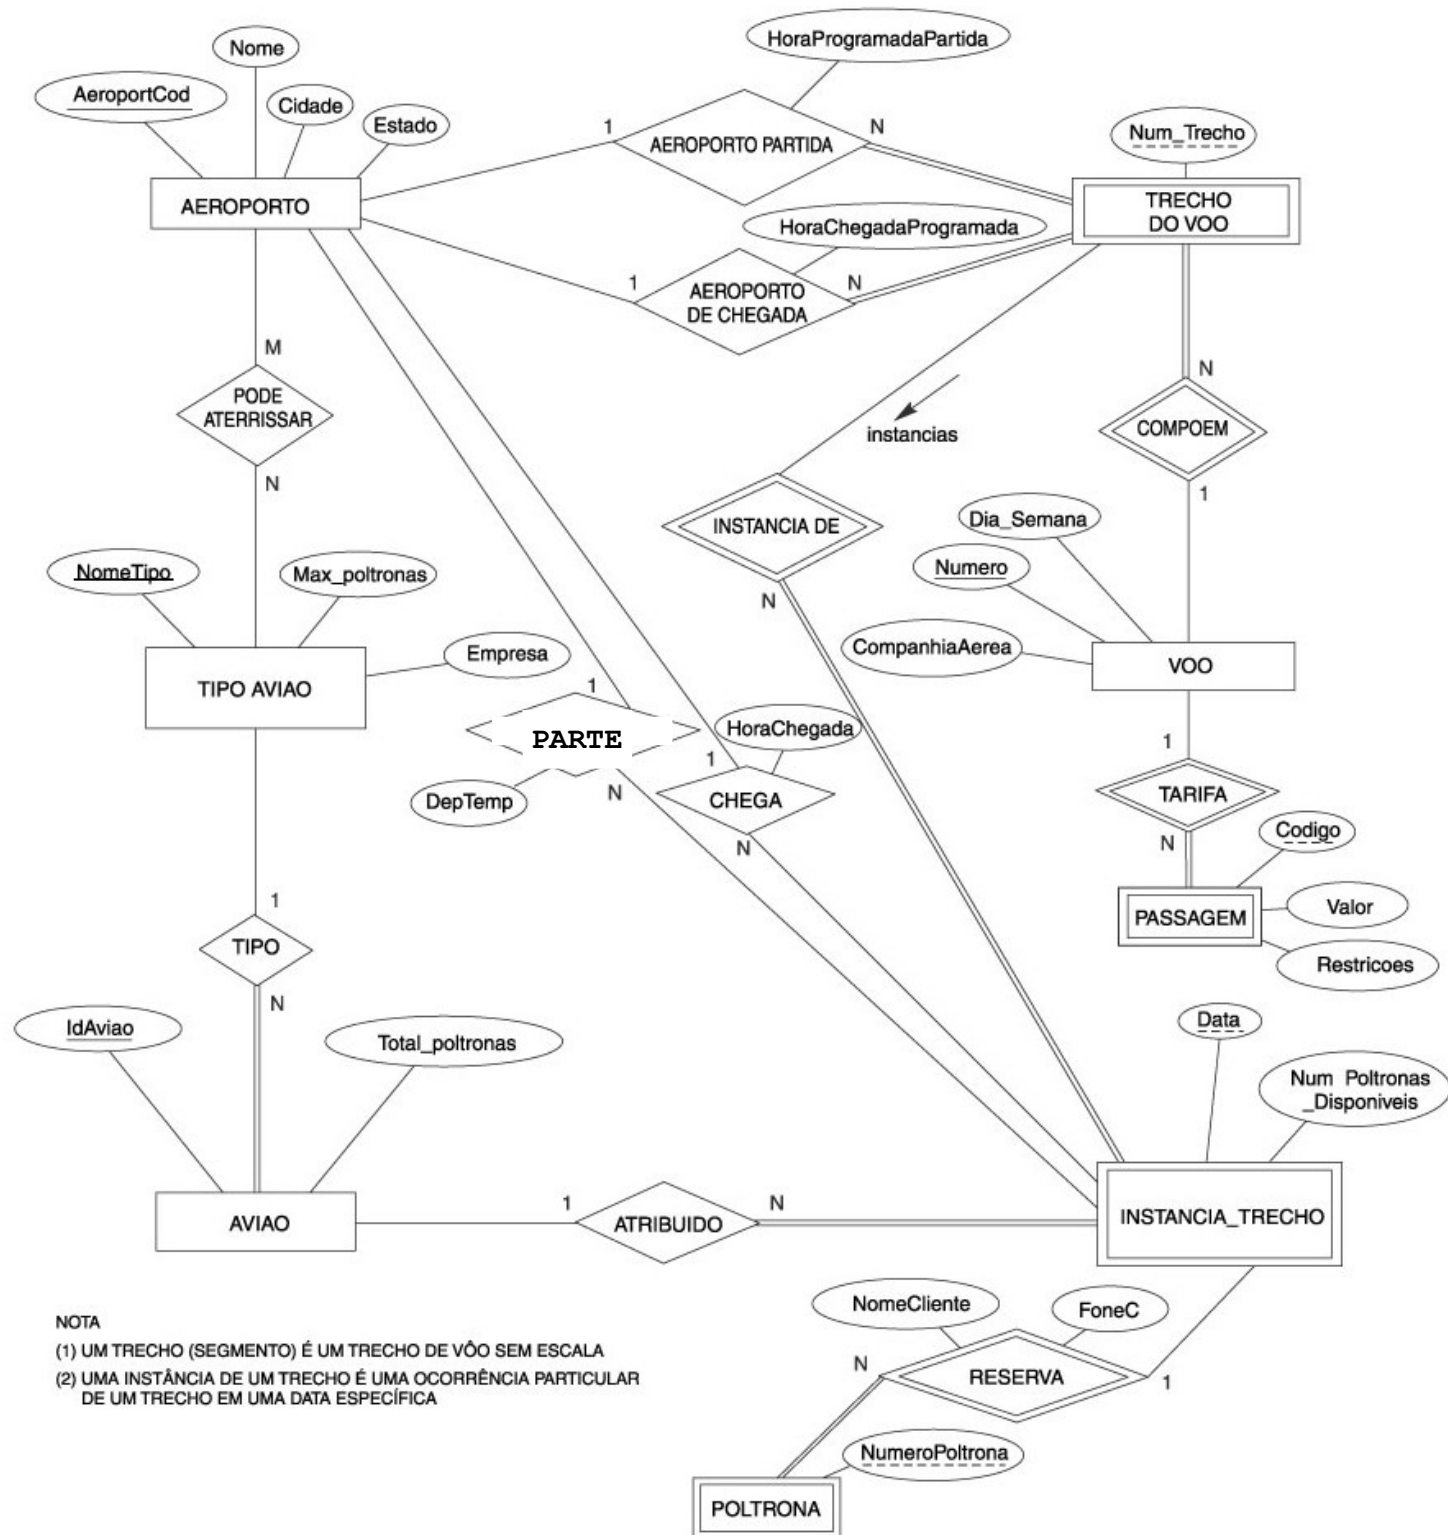 Nome
HoraProgramadaPartida
AeroportCod
Cidade
Estado
1
N
Num_Trecho
AEROPORTO PARTIDA
AEROPORTO
TRECHO
DO VOO
HoraChegadaProgramada
1
N
AEROPORTO
DE CHEGADA
M
N
PODE
ATERRISSAR
instancias
COMPOEM
N
1
INSTANCIA DE
Dia_Semana
NomeTipo
Max_poltronas
Numero
N
Empresa
CompanhiaAerea
VOO
TIPO AVIAO
1
HoraChegada
PARTE
1
1
DepTemp
N
CHEGA
TARIFA
Codigo
N
N
1
PASSAGEM
Valor
TIPO
Restricoes
N
IdAviao
Total_poltronas
Data
Num Poltronas
_Disponiveis
1
N
AVIAO
ATRIBUIDO
INSTANCIA_TRECHO
NomeCliente
FoneC
NOTA
(1) UM TRECHO (SEGMENTO) É UM TRECHO DE VÔO SEM ESCALA
N
RESERVA
1
(2) UMA INSTÂNCIA DE UM TRECHO É UMA OCORRÊNCIA PARTICULAR
DE UM TRECHO EM UMA DATA ESPECÍFICA
NumeroPoltrona
POLTRONA